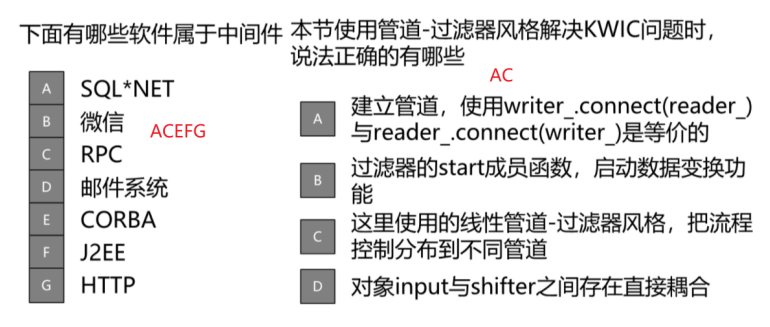 下面有哪些软件属于中间件
A SQL*NET
B 微信
ACEFG
C RPC
D 邮件系统
E CORBA
F J2EE
G HTTP
本节使用管道-过滤器风格解决KWIC问题时，
说法正确的有哪些
AC
A 建立管道，使用writer_.connect(reader_)
与reader_.connect(writer_)是等价的
B 过滤器的start成员函数，启动数据变换功
能
C 这里使用的线性管道-过滤器风格，把流程
控制分布到不同管道
D 对象input与shifter之间存在直接耦合